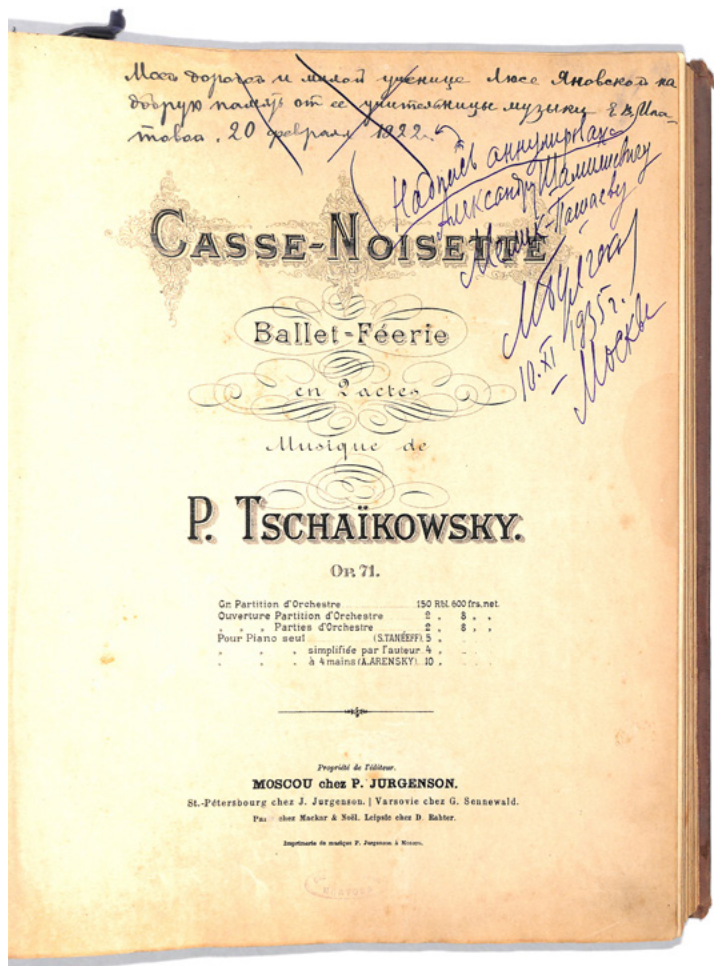 Моей дорогой и милой ученице Люсе Яновской на
добрую память от ее учительницы музыки Е.В.Ипа-
товой. 20 февраля 1922 г.
Надпись аннулирована
Александру Шамильевичу
Мелик-Пашаеву
МБулгаков
10.XI 1935 г.
Москва
CASSE-NOISETTE
Ballet-Féerie
en 2 actes
Musique de
P. TSCHAÏKOWSKY.
OP. 71.
Gr. Partition d'Orchestre 150 Rbl. 600 frs. net.
Ouverture Partition d'Orchestre 2 „ 8 „ „
„ „ Parties d'Orchestre 2 „ 8 „ „
Pour Piano seul (S. TANÉEFF). 5 „
„ „ „ simplifiée par l'auteur 4 „
„ „ à 4 mains (A. ARENSKY). 10 „
Propriété de l'éditeur.
MOSCOU chez P. JURGENSON.
St.-Pétersbourg chez J. Jurgenson. | Varsovie chez G. Sennewald.
chez Mackar & Noël. Leipsic chez D. Rahter.
Imprimerie de musique P. Jurgenson à Moscou.